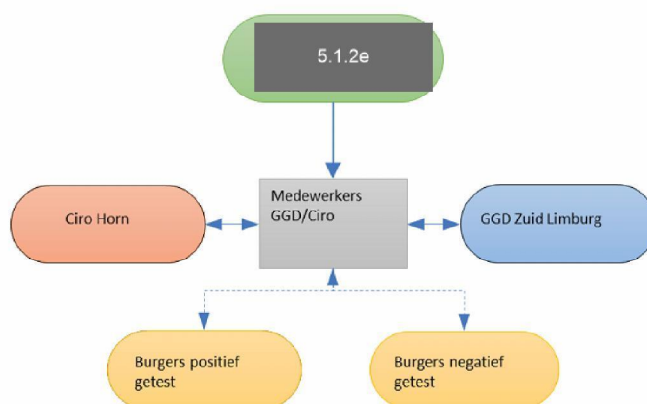 5.1.2e
Medewerkers
GGD/Ciro
Ciro Horn
GGD Zuid Limburg
Burgers positief
getest
Burgers negatief
getest